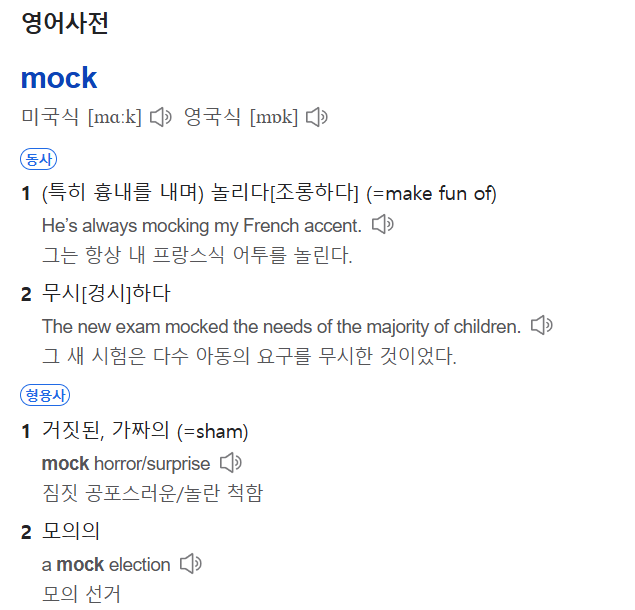 영어사전
mock
미국식 [mɑːk] 영국식 [mɒk]
동사
1 (특히 흉내를 내며) 놀리다[조롱하다] (=make fun of)
He’s always mocking my French accent.
그는 항상 내 프랑스식 어투를 놀린다.
2 무시[경시]하다
The new exam mocked the needs of the majority of children.
그 새 시험은 다수 아동의 요구를 무시한 것이었다.
형용사
1 거짓된, 가짜의 (=sham)
mock horror/surprise
짐짓 공포스러운/놀란 척함
2 모의의
a mock election
모의 선거